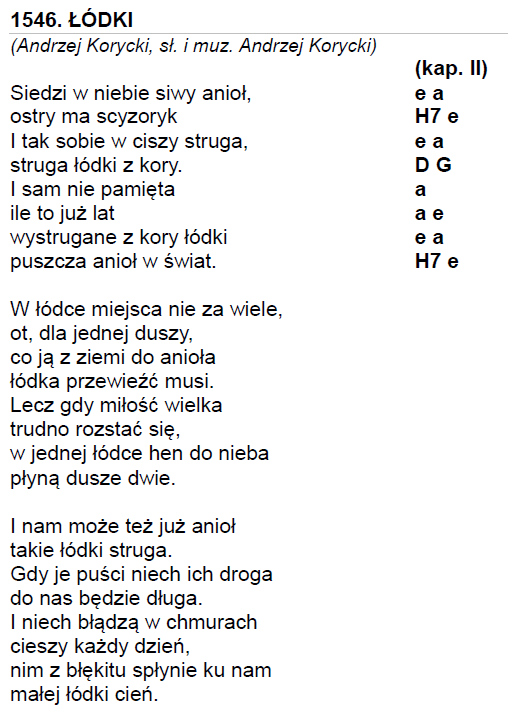 1546. ŁÓDKI
(Andrzej Korycki, sł. i muz. Andrzej Korycki)
(kap. II)
Siedzi w niebie siwy anioł, e a
ostry ma scyzoryk H7 e
I tak sobie w ciszy struga, e a
struga łódki z kory. D G
I sam nie pamięta a
ile to już lat a e
wystrugane z kory łódki e a
puszcza anioł w świat. H7 e

W łódce miejsca nie za wiele,
ot, dla jednej duszy,
co ją z ziemi do anioła
łódka przewieźć musi.
Lecz gdy miłość wielka
trudno rozstać się,
w jednej łódce hen do nieba
płyną dusze dwie.

I nam może też już anioł
takie łódki struga.
Gdy je puści niech ich droga
do nas będzie długa.
I niech błądzą w chmurach
cieszy każdy dzień,
nim z błękitu spłynie ku nam
małej łódki cień.